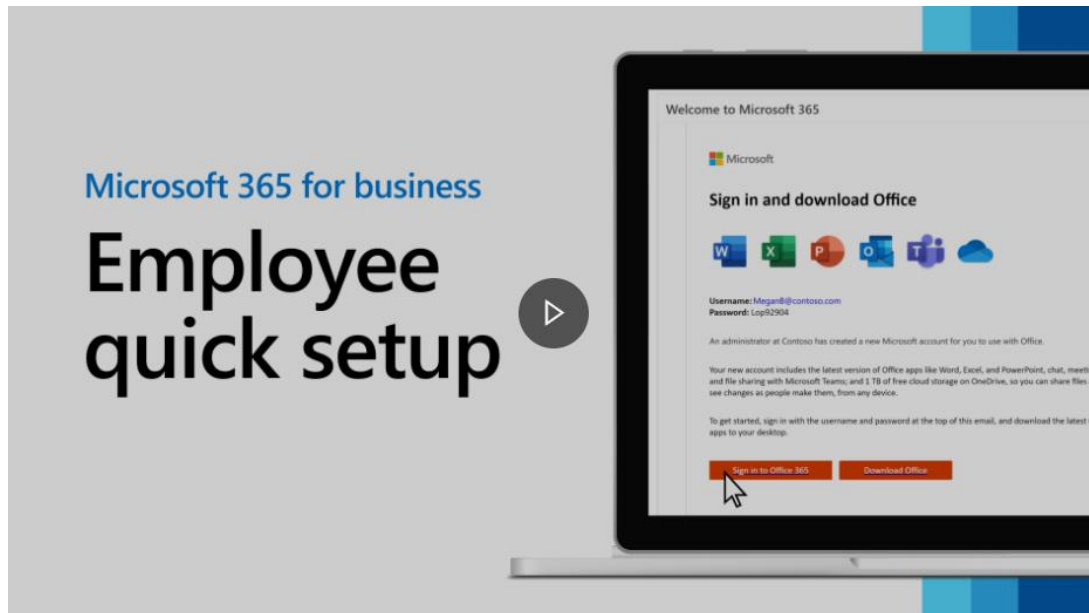 Microsoft 365 for business
Employee
quick setup
Welcome to Microsoft 365
Microsoft
Sign in and download Office
Username: MeganB@contoso.com
Password: Lop92904
An administrator at Contoso has created a new Microsoft account for you to use with Office.
Your new account includes the latest version of Office apps like Word, Excel, and PowerPoint, chat, meeti
and file sharing with Microsoft Teams; and 1 TB of free cloud storage on OneDrive, so you can share files
see changes as people make them, from any device.
To get started, sign in with the username and password at the top of this email, and download the latest
apps to your desktop.
Sign in to Office 365
Download Office